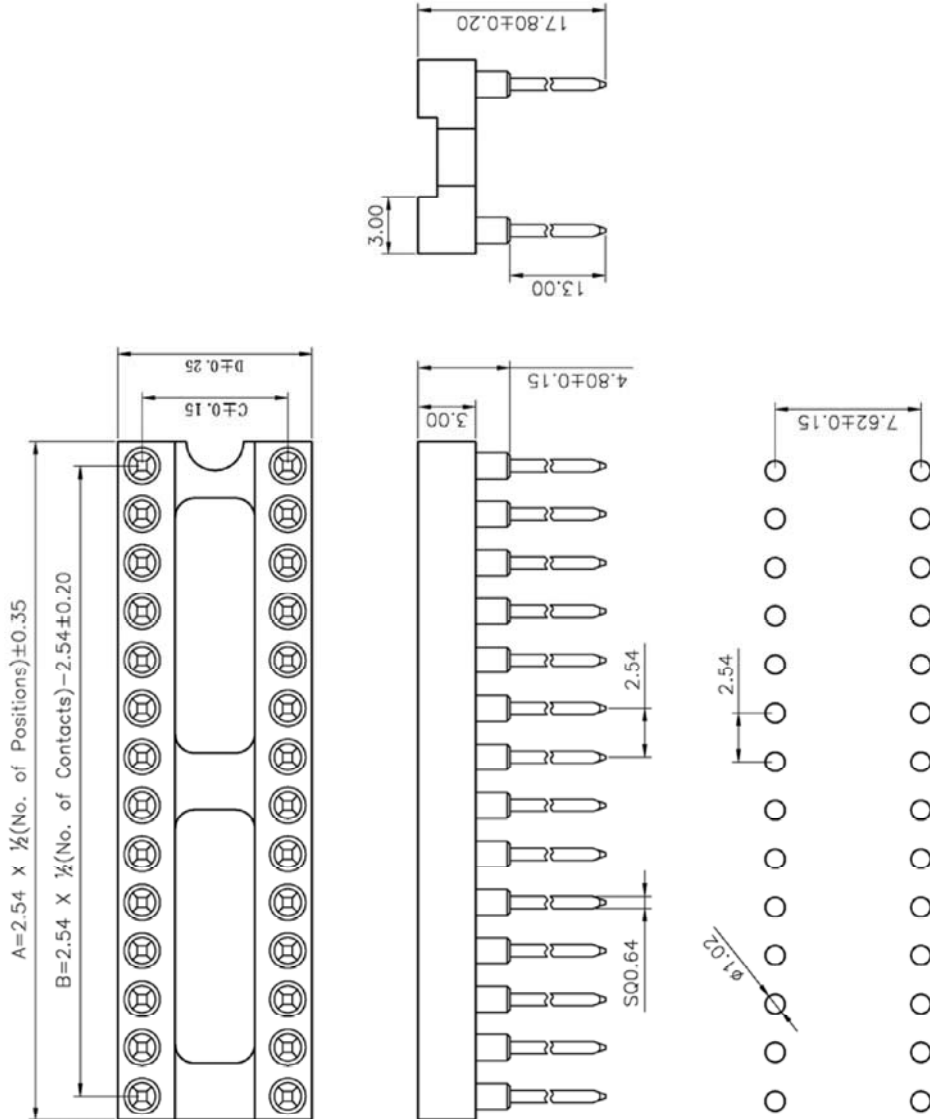 17.80±0.20
3.00
13.00
D±0.25
C±0.15
A=2.54 X ½(No. of Positions)±0.35
B=2.54 X ½(No. of Contacts)−2.54±0.20
4.80±0.15
3.00
2.54
SQ0.64
7.62±0.15
2.54
ø1.02